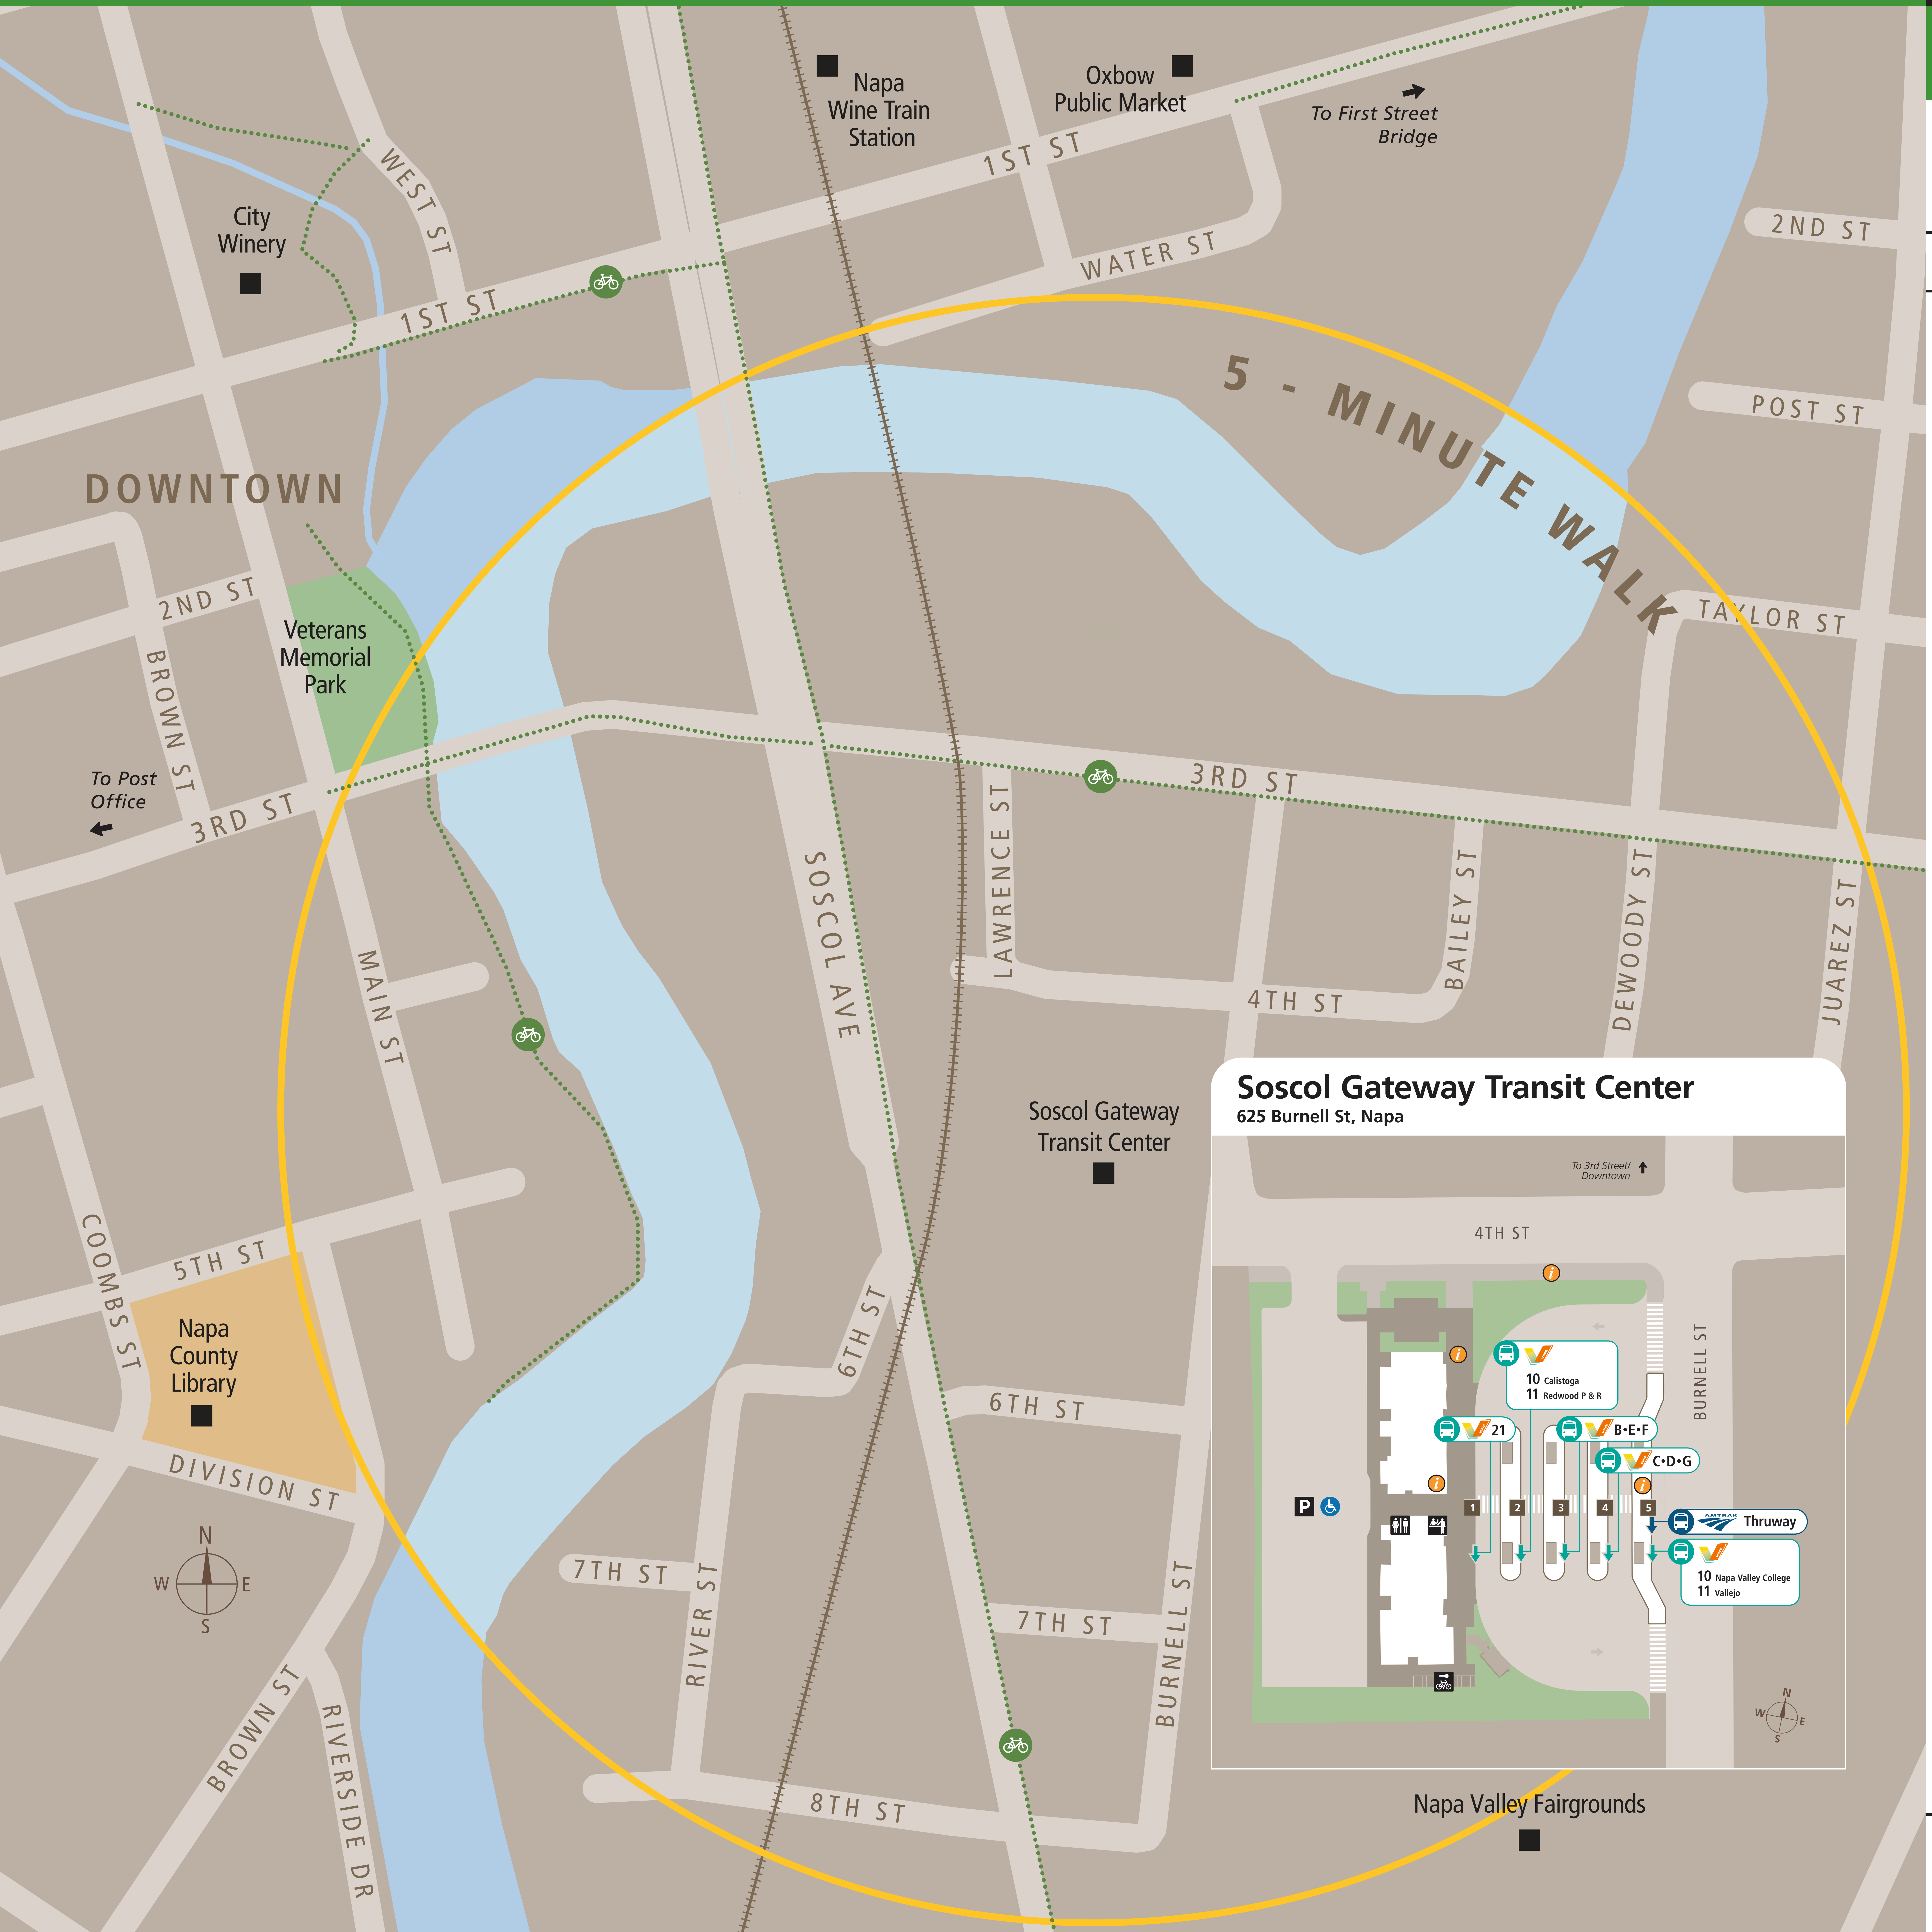 Napa
Wine Train
Station
Oxbow
Public Market
To First Street
Bridge
1ST ST
WEST ST
City
Winery
WATER ST
2ND ST
1ST ST
5 - MINUTE WALK
POST ST
DOWNTOWN
2ND ST
TAYLOR ST
Veterans
Memorial
Park
BROWN ST
To Post
Office
3RD ST
3RD ST
LAWRENCE ST
SOSCOL AVE
BAILEY ST
DEWOODY ST
JUAREZ ST
MAIN ST
4TH ST
Soscol Gateway
Transit Center
COOMBS ST
5TH ST
Napa
County
Library
6TH ST
6TH ST
DIVISION ST
N
W
E
S
7TH ST
RIVER ST
7TH ST
BURNELL ST
BROWN ST
RIVERSIDE DR
8TH ST
Napa Valley Fairgrounds
Soscol Gateway Transit Center
625 Burnell St, Napa
To 3rd Street/
Downtown
4TH ST
BURNELL ST
i
i
10 Calistoga
11 Redwood P & R
21
B•E•F
C•D•G
i
i
P
1
2
3
4
5
AMTRAK
Thruway
10 Napa Valley College
11 Vallejo
N
W
E
S